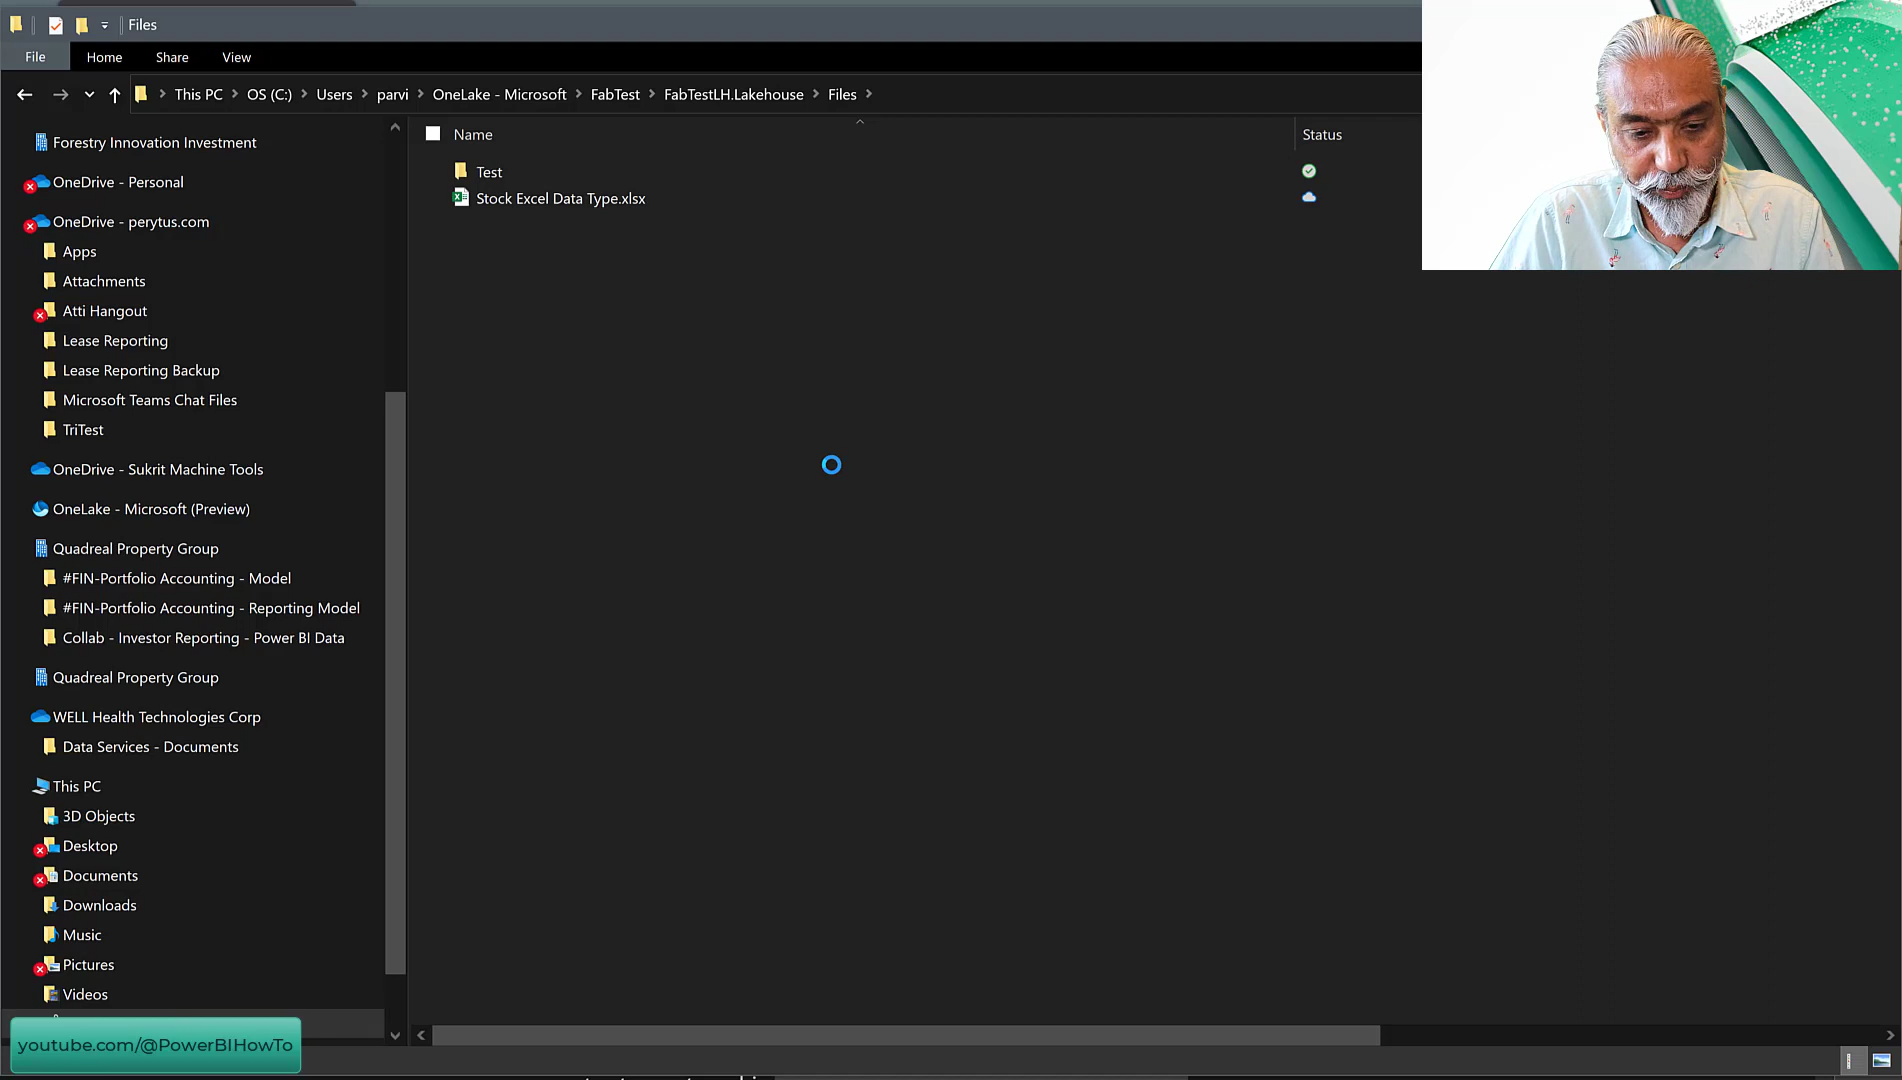 Files
File
Home
Share
View
This PC
OS (C:)
Users
parvi
OneLake - Microsoft
FabTest
FabTestLH.Lakehouse
Files
Name
Status
Test
Stock Excel Data Type.xlsx
Forestry Innovation Investment
OneDrive - Personal
OneDrive - perytus.com
Apps
Attachments
Atti Hangout
Lease Reporting
Lease Reporting Backup
Microsoft Teams Chat Files
TriTest
OneDrive - Sukrit Machine Tools
OneLake - Microsoft (Preview)
Quadreal Property Group
#FIN-Portfolio Accounting - Model
#FIN-Portfolio Accounting - Reporting Model
Collab - Investor Reporting - Power BI Data
Quadreal Property Group
WELL Health Technologies Corp
Data Services - Documents
This PC
3D Objects
Desktop
Documents
Downloads
Music
Pictures
Videos
youtube.com/@PowerBIHowTo